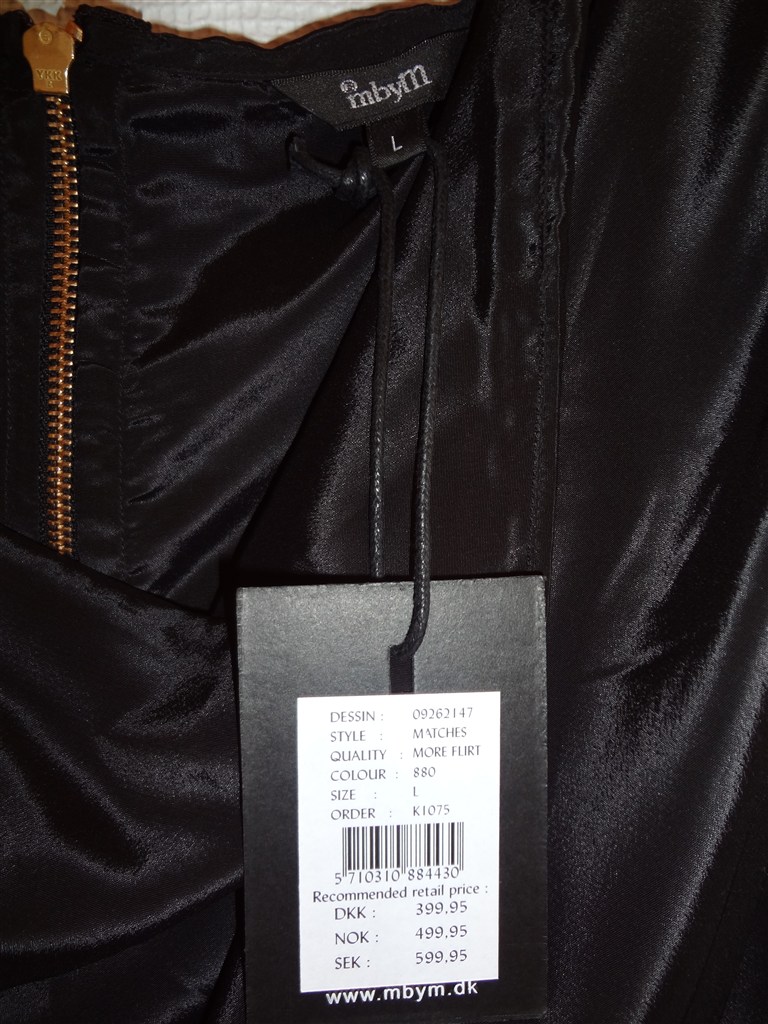 YKK
mbyM
L
DESSIN : 09262147
STYLE : MATCHES
QUALITY : MORE FLIRT
COLOUR : 880
SIZE : L
ORDER : K1075
5 710310 884430
Recommended retail price :
DKK : 399,95
NOK : 499,95
SEK : 599,95
www.mbym.dk